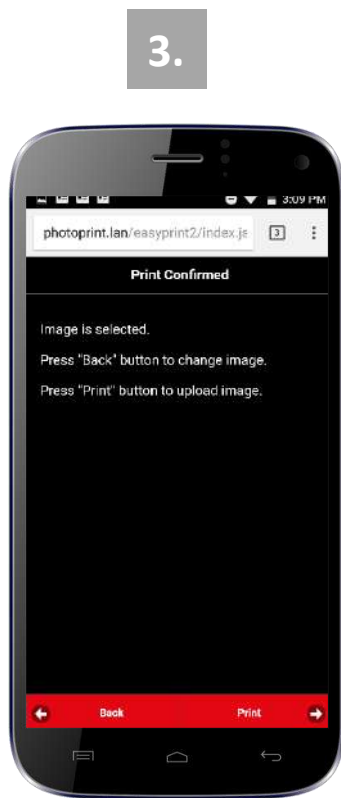 3.
3:09 PM
photoprint.lan/easyprint2/index.js
3
Print Confirmed
Image is selected.
Press "Back" button to change image.
Press "Print" button to upload image.
Back
Print